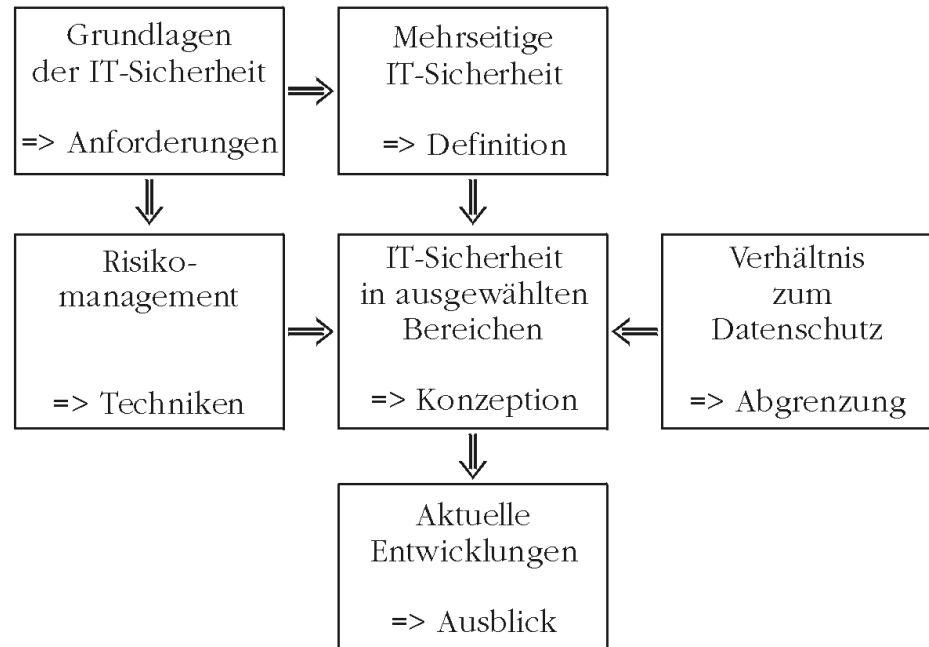 Grundlagen
der IT-Sicherheit
=> Anforderungen
Mehrseitige
IT-Sicherheit
=> Definition
Risiko-
management
=> Techniken
IT-Sicherheit
in ausgewählten
Bereichen
=> Konzeption
Verhältnis
zum
Datenschutz
=> Abgrenzung
Aktuelle
Entwicklungen
=> Ausblick